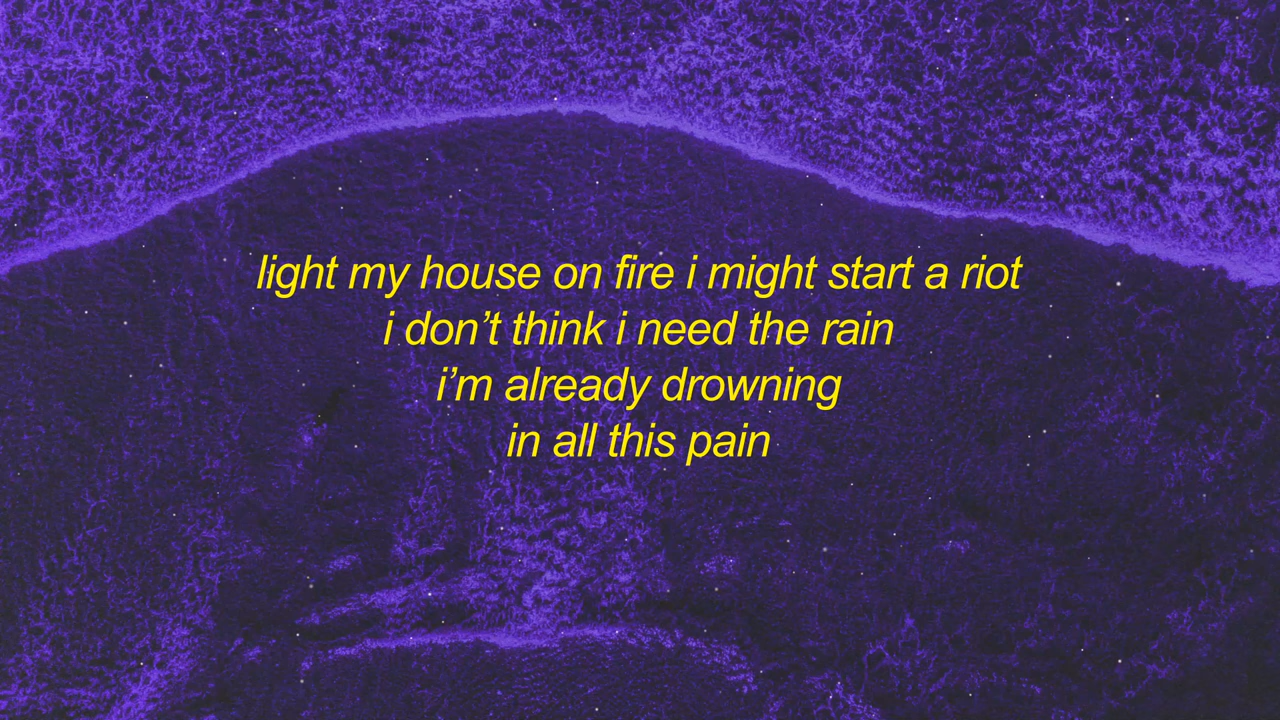 light my house on fire i might start a riot
i don’t think i need the rain
i’m already drowning
in all this pain